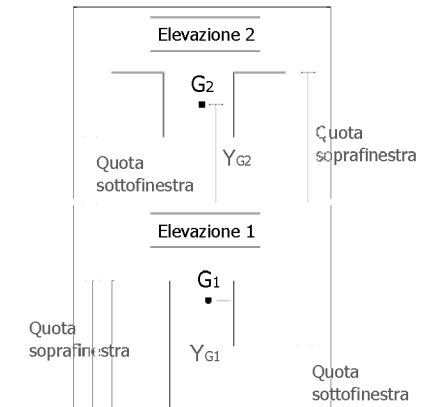 Elevazione 2
G2
Quota
soprafinestra
Quota
sottofinestra
YG2
Elevazione 1
G1
Quota
soprafinestra
YG1
Quota
sottofinestra